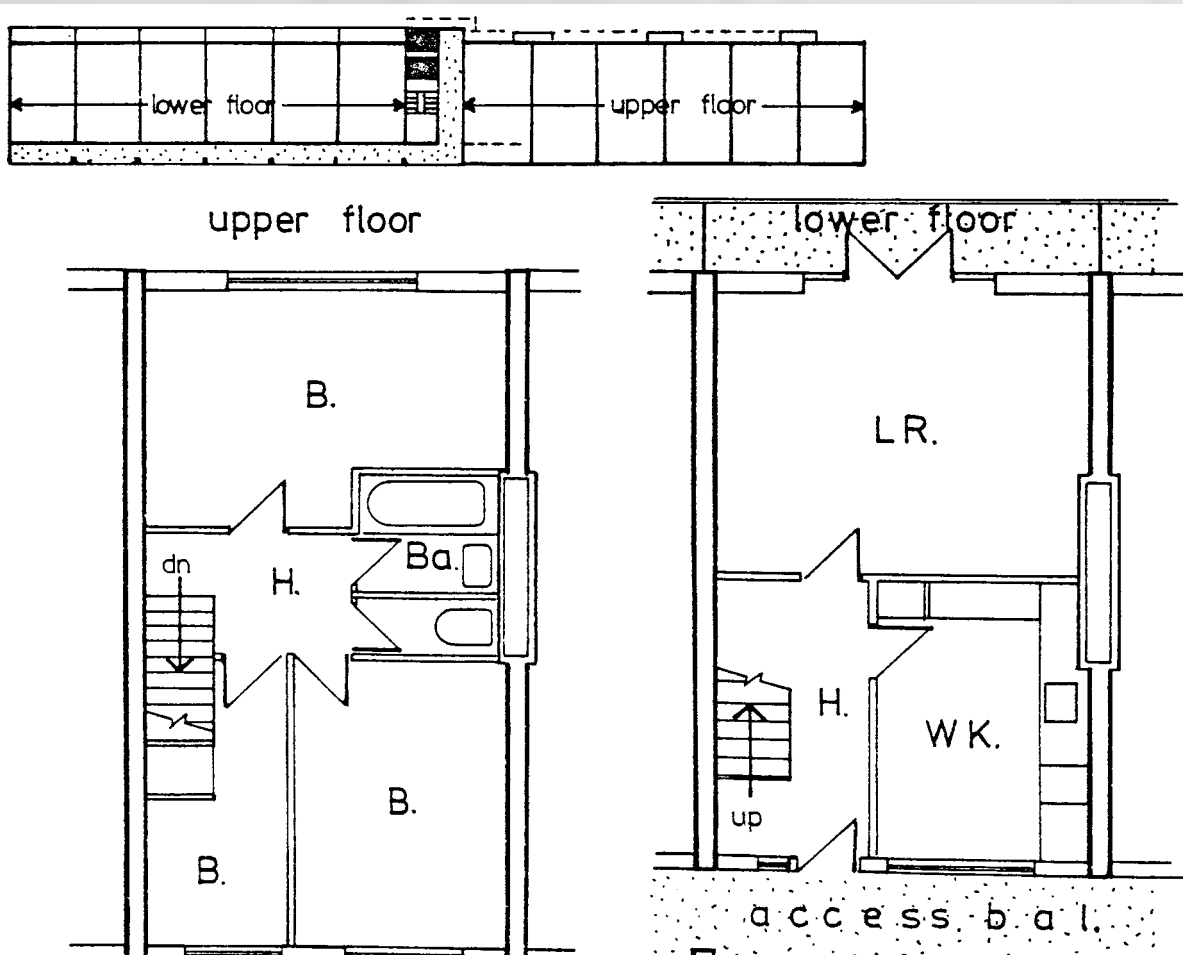 lower floor
upper floor
upper floor
lower floor
B.
LR.
dn
H.
Ba.
H.
WK.
up
B.
B.
access bal.